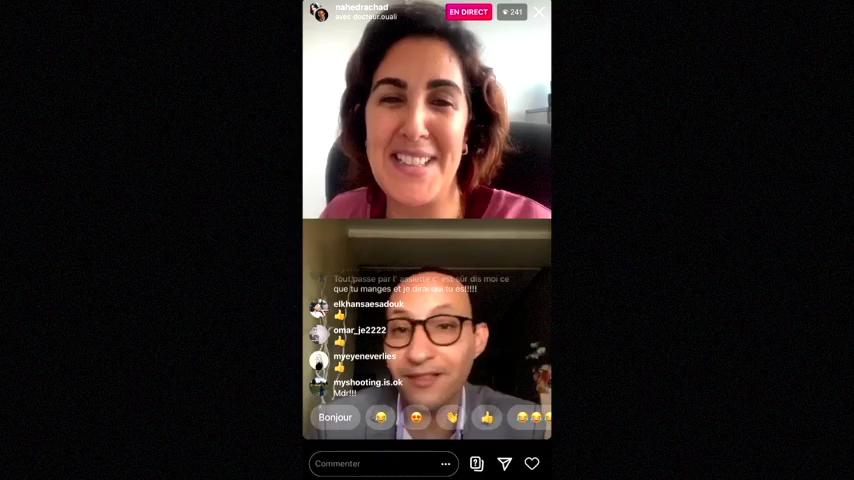 nahedrachad
avec docteur.ouali
EN DIRECT
241
Tout passe par l' assiette c' est sûr dis moi ce
que tu manges et je dirai qui tu es!!!!!
elkhansaesadouk
omar_je2222
myeyeneverlies
myshooting.is.ok
Mdr!!!
Bonjour
Commenter